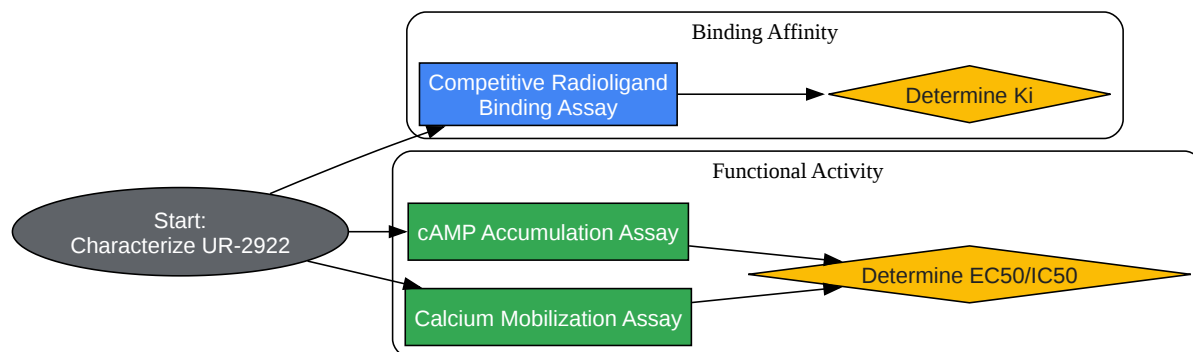 Binding Affinity
Competitive Radioligand
Binding Assay
Determine Ki
Functional Activity
Start:
Characterize UR-2922
cAMP Accumulation Assay
Determine EC50/IC50
Calcium Mobilization Assay